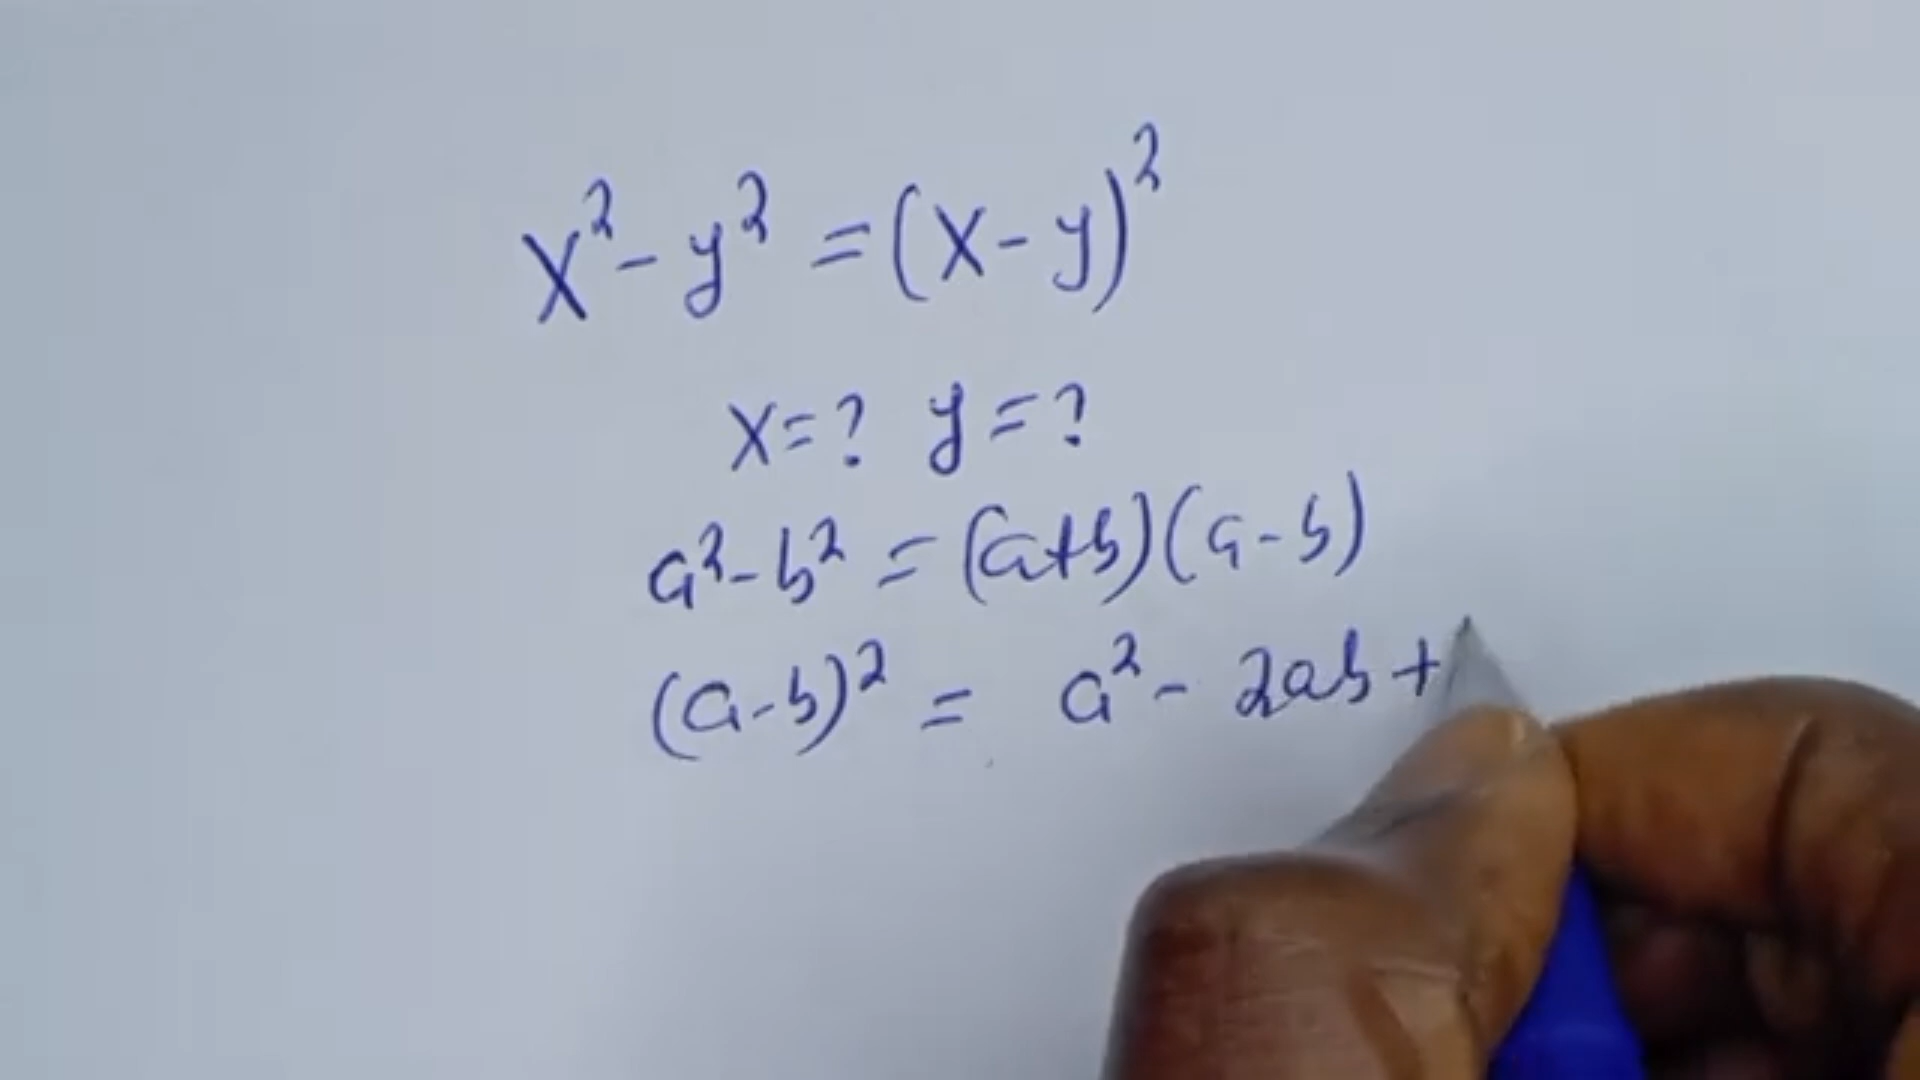 x² - y² = (x - y)²
x = ? y = ?
a² - b² = (a+b)(a - b)
(a - b)² = a² - 2ab +